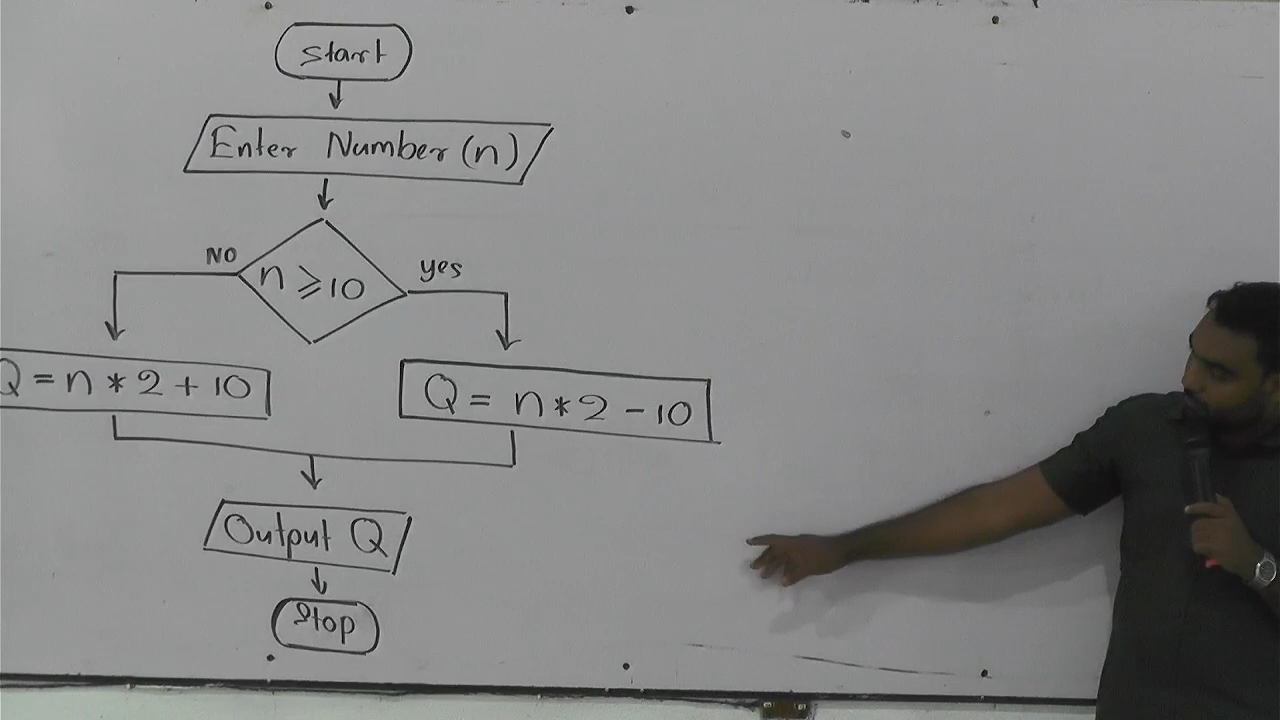 Start
Enter Number (n)
n ⩾ 10
NO
yes
Q = n * 2 + 10
Q = n * 2 - 10
Output Q
Stop